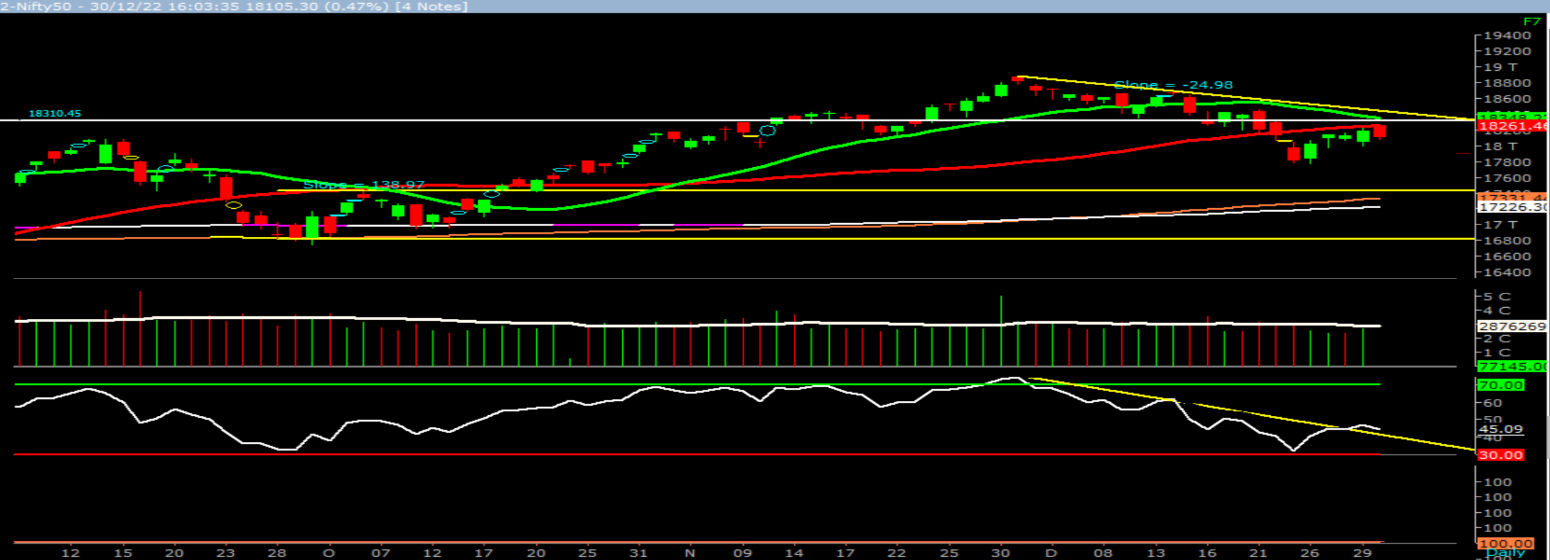 2-Nifty50 - 30/12/22 16:03:35 18105.30 (0.47%) [4 Notes]
F7
19400
19200
19 T
18800
Slope = -24.98
18600
18310.45
18261.46
18 T
17800
17600
Slope = 138.97
17226.30
17 T
16800
16600
16400
5 C
4 C
2876269
2 C
1 C
77145.00
70.00
60
45.09
30.00
100
100
100
100
100.00
12 15 20 23 28 O 07 12 17 20 25 31 N 09 14 17 22 25 30 D 08 13 16 21 26 29
Daily